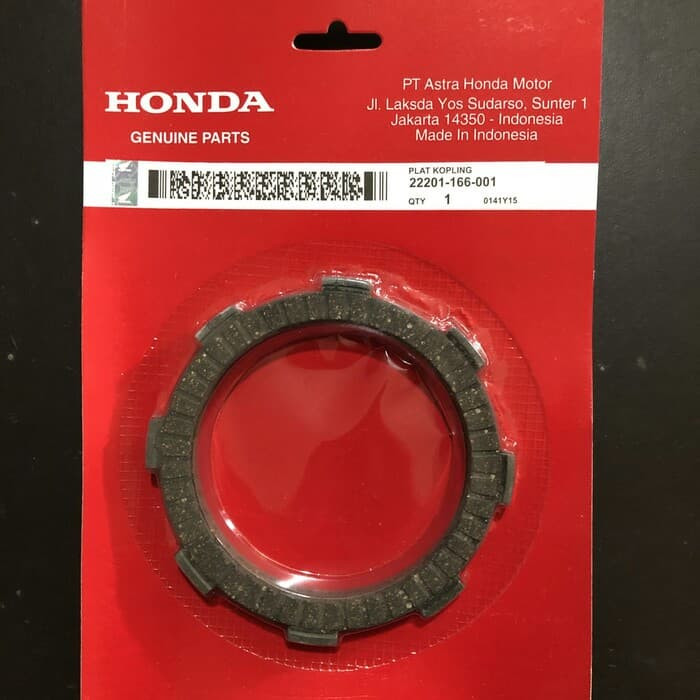 HONDA
GENUINE PARTS
PT Astra Honda Motor
Jl. Laksda Yos Sudarso, Sunter 1
Jakarta 14350 - Indonesia
Made In Indonesia
PLAT KOPLING
22201-166-001
QTY 1 0141Y15